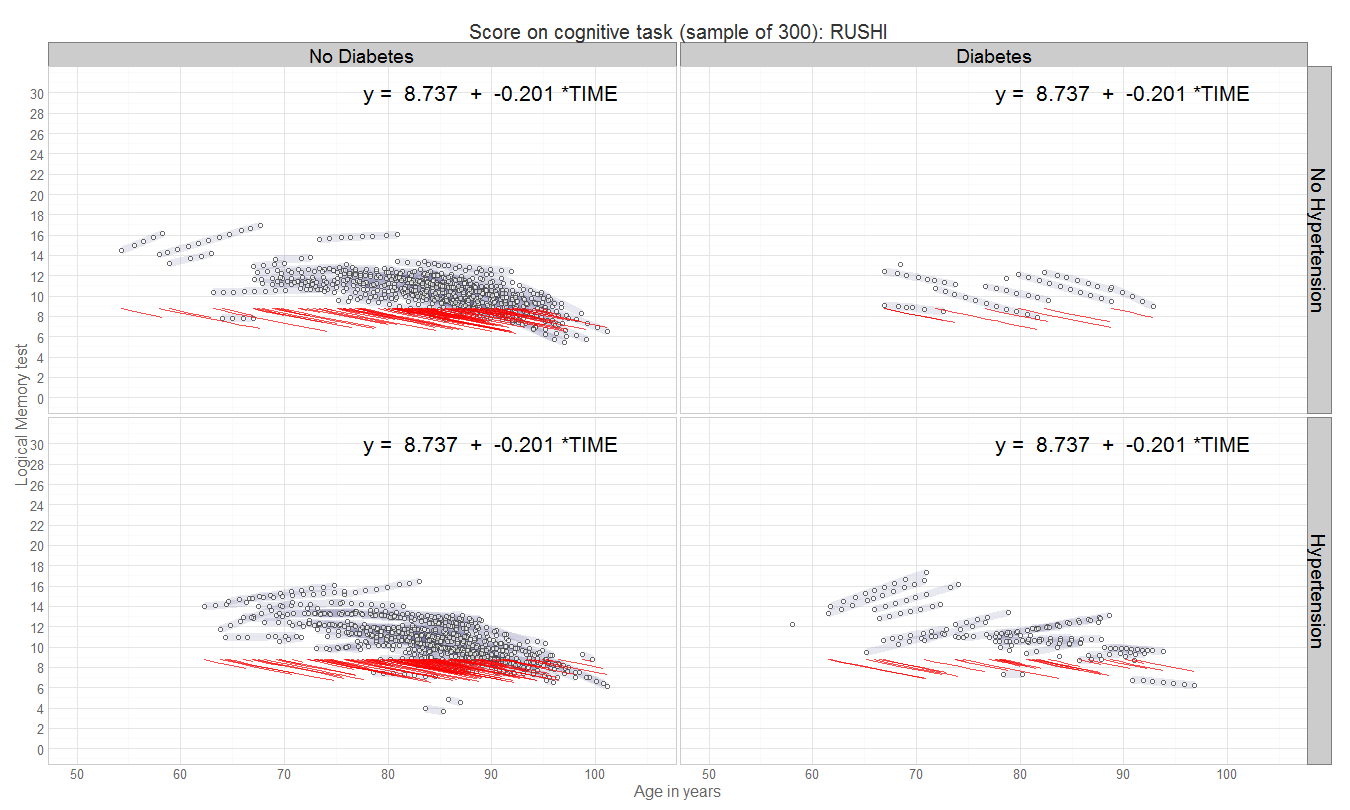 Score on cognitive task (sample of 300): RUSHI
No Diabetes
Diabetes
y = 8.737 + -0.201 *TIME
y = 8.737 + -0.201 *TIME
No Hypertension
30
28
26
24
22
20
18
16
14
12
10
8
6
4
2
0
Logical Memory test
y = 8.737 + -0.201 *TIME
y = 8.737 + -0.201 *TIME
Hypertension
30
28
26
24
22
20
18
16
14
12
10
8
6
4
2
0
50 60 70 80 90 100
50 60 70 80 90 100
Age in years